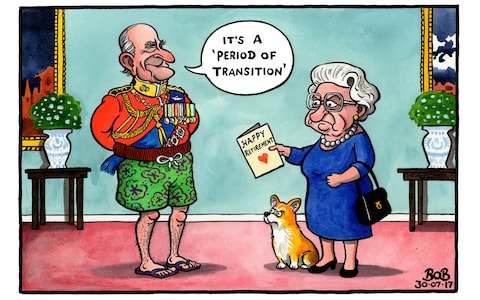 IT'S A
'PERIOD OF
TRANSITION'
HAPPY
RETIREMENT
BOB
30-07-17